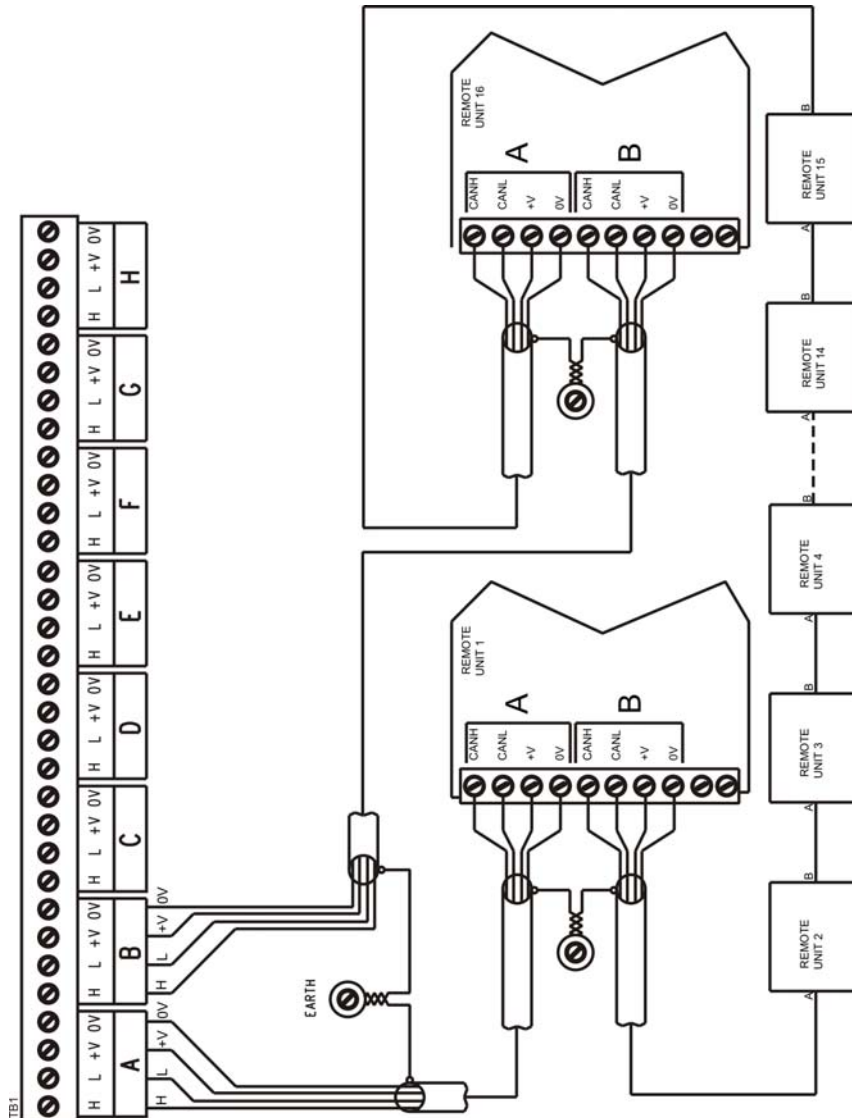 TB1
H L +V 0V
A
H L +V 0V
B
H L +V 0V
C
H L +V 0V
D
H L +V 0V
E
H L +V 0V
F
H L +V 0V
G
H L +V 0V
H
H L +V 0V
H L +V 0V
EARTH
REMOTE
UNIT 1
A
B
CANH
CANL
+V
0V
CANH
CANL
+V
0V
REMOTE
UNIT 16
A
B
CANH
CANL
+V
0V
CANH
CANL
+V
0V
A
REMOTE
UNIT 2
B
A
REMOTE
UNIT 3
B
A
REMOTE
UNIT 4
B
A
REMOTE
UNIT 14
B
A
REMOTE
UNIT 15
B